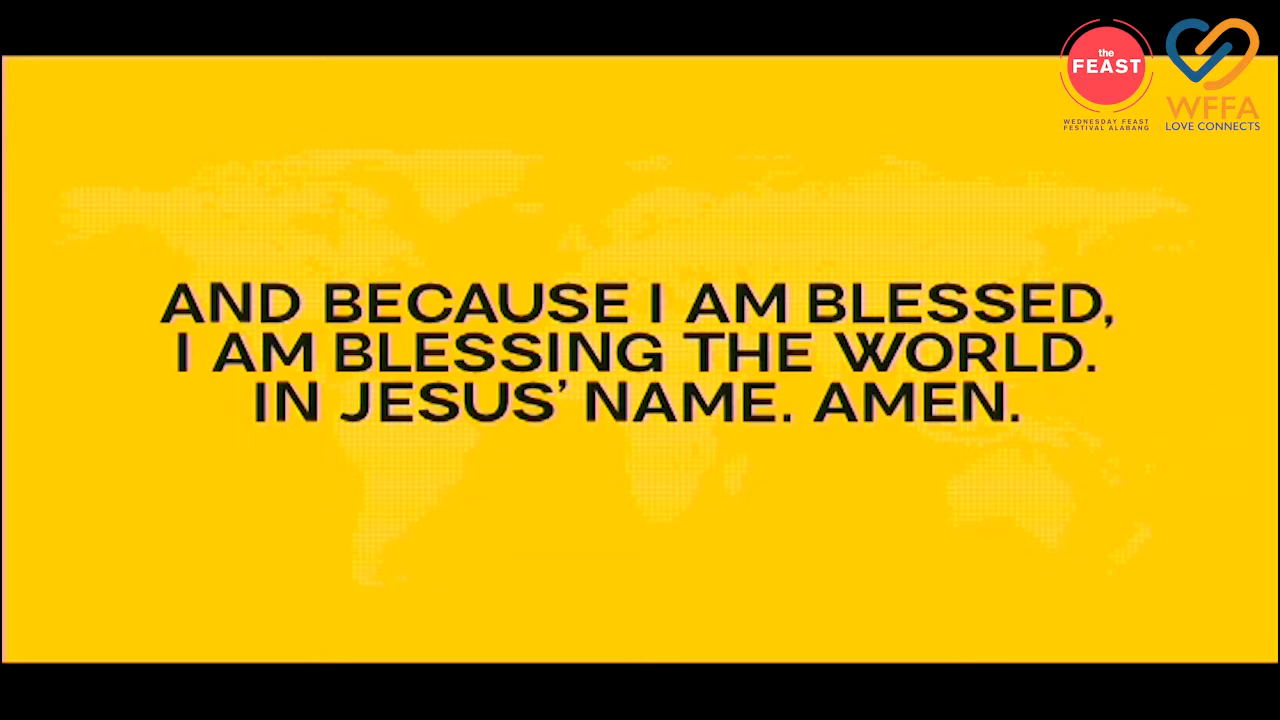 the
FEAST
WEDNESDAY FEAST
FESTIVAL ALABANG
WFFA
LOVE CONNECTS
AND BECAUSE I AM BLESSED,
I AM BLESSING THE WORLD.
IN JESUS’ NAME. AMEN.